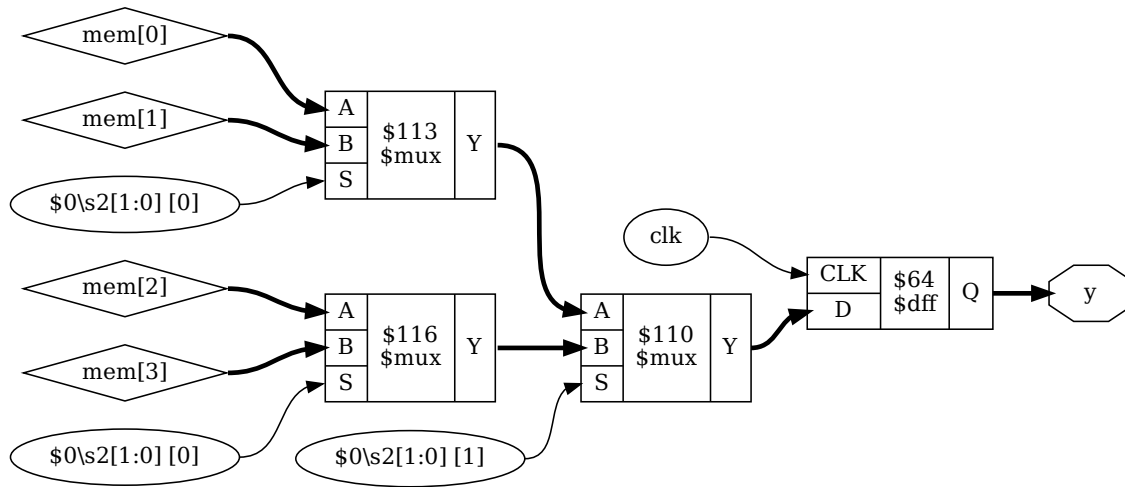 mem[0]
mem[1]
$0\s2[1:0] [0]
A
B
S
$113
$mux
Y
mem[2]
mem[3]
$0\s2[1:0] [0]
A
B
S
$116
$mux
Y
$0\s2[1:0] [1]
A
B
S
$110
$mux
Y
clk
CLK
D
$64
$dff
Q
y